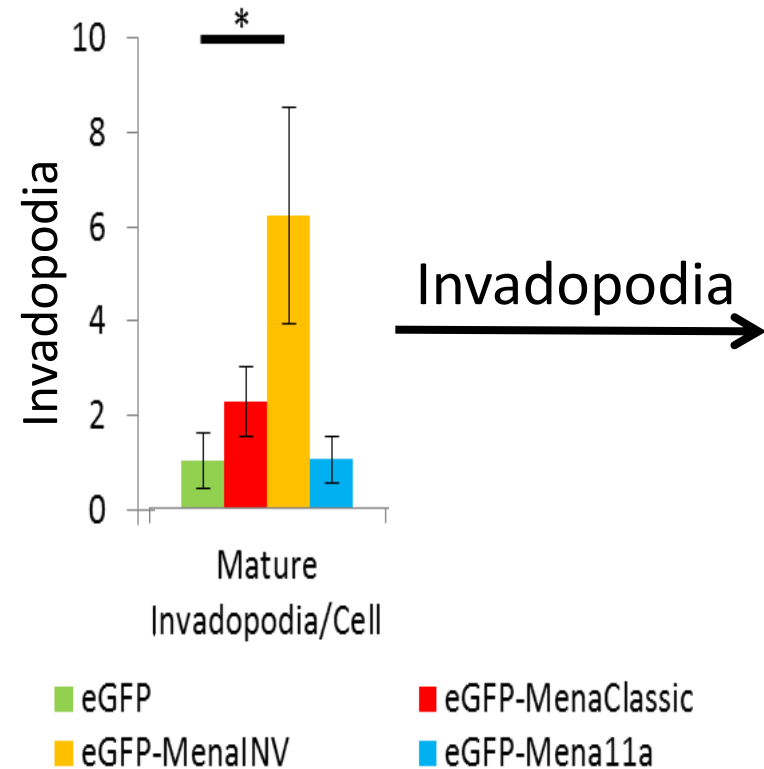 *
10
8
6
4
2
0
Invadopodia
Invadopodia
Mature
Invadopodia/Cell
eGFP
eGFP-MenaClassic
eGFP-MenaINV
eGFP-Mena11a